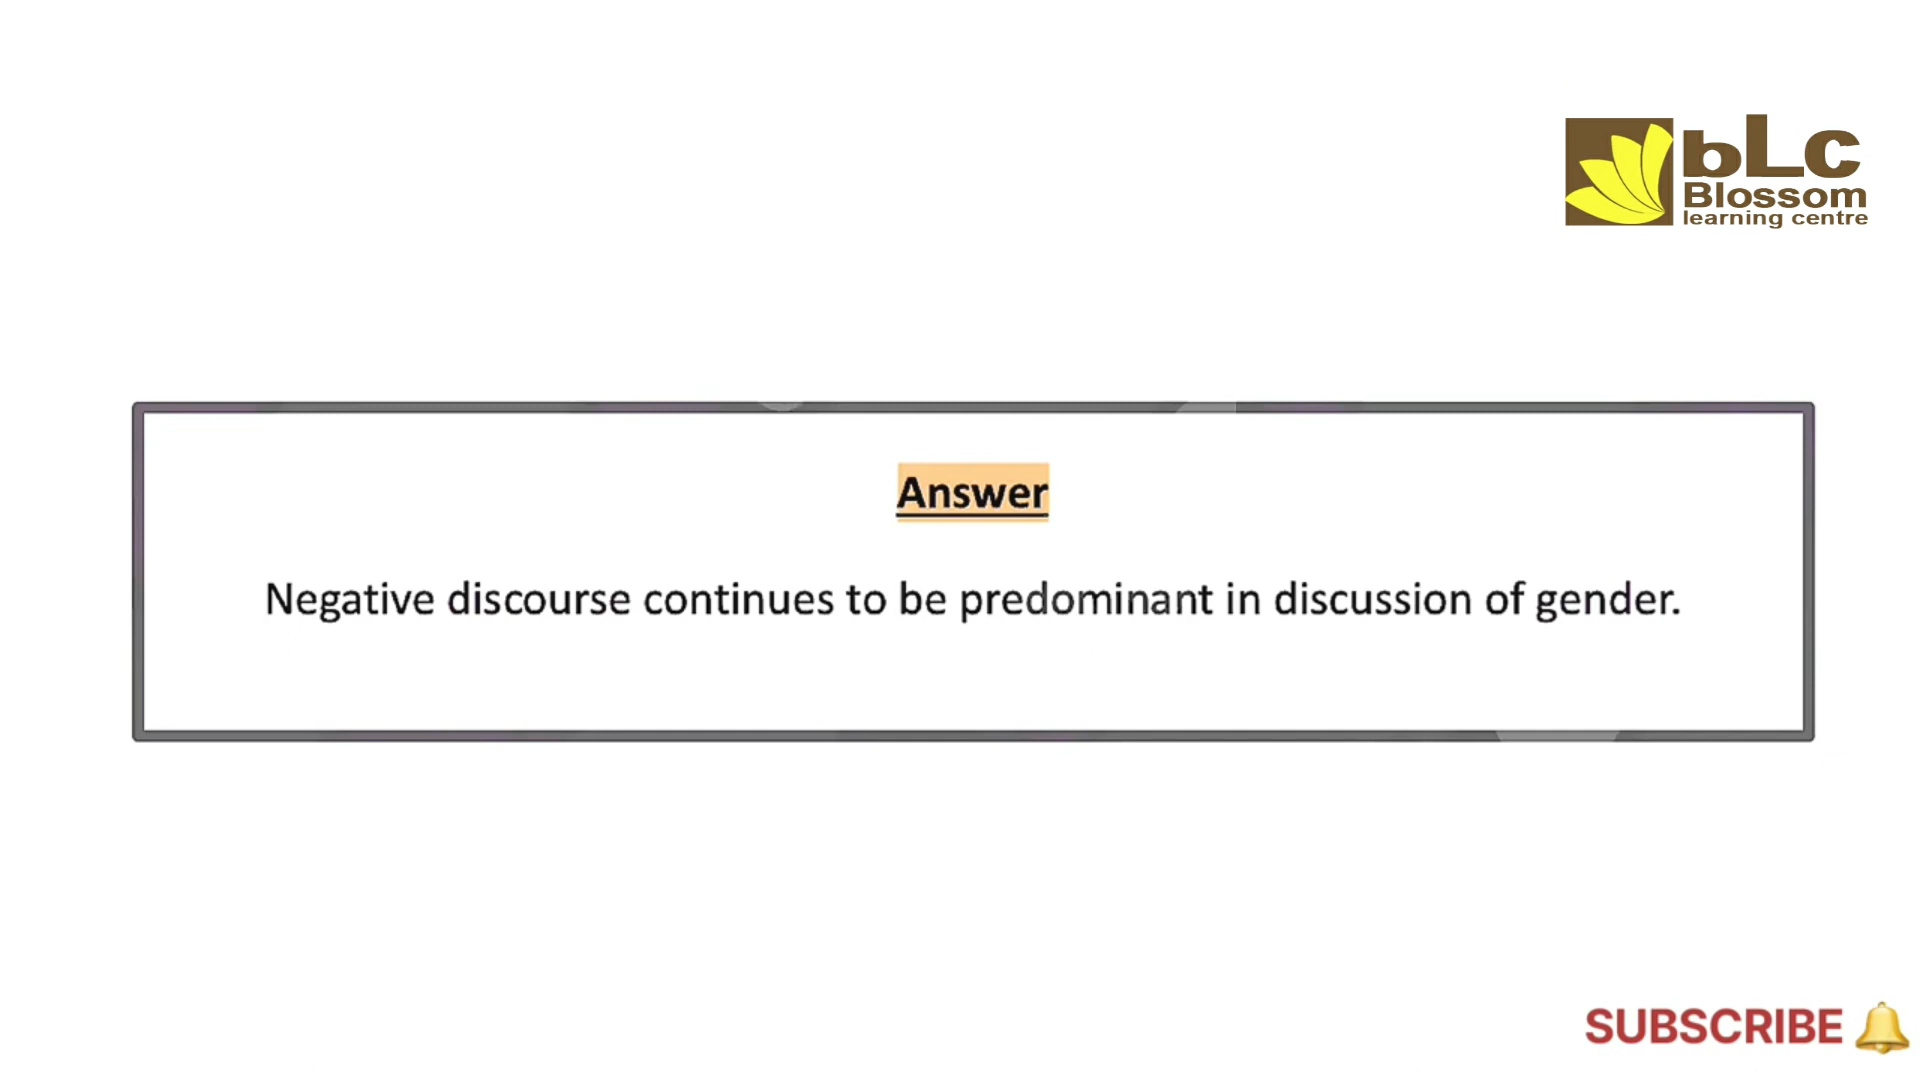 bLc
Blossom
learning centre
Answer
Negative discourse continues to be predominant in discussion of gender.
SUBSCRIBE